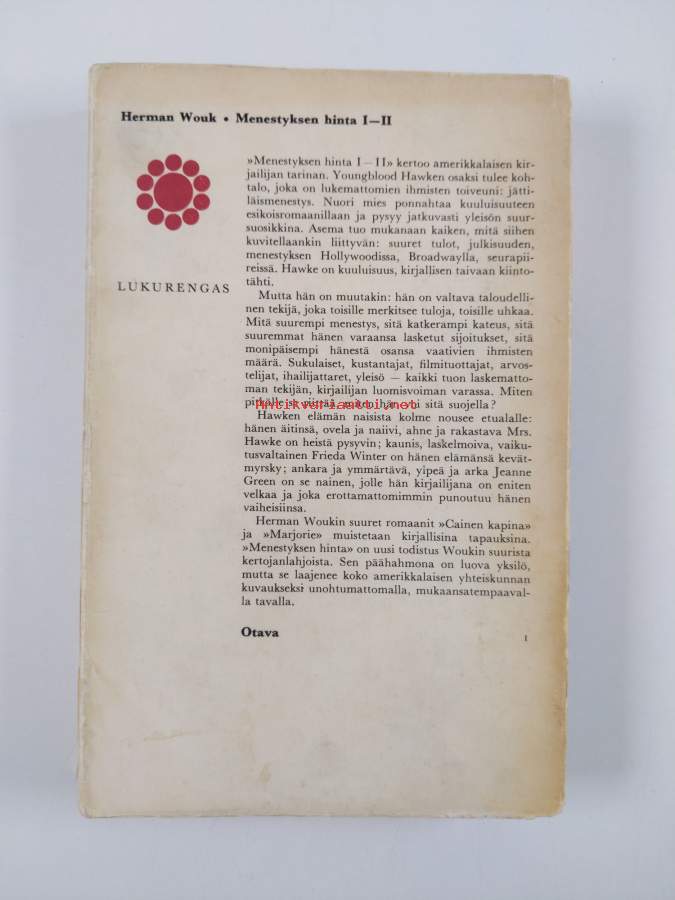 Herman Wouk • Menestyksen hinta I—II
»Menestyksen hinta I—II» kertoo amerikkalaisen kir-
jailijan tarinan. Youngblood Hawken osaksi tulee koh-
talo, joka on lukemattomien ihmisten toiveuni: jätti-
läismenestys. Nuori mies ponnahtaa kuuluisuuteen
esikoisromaanillaan ja pysyy jatkuvasti yleisön suur-
suosikkina. Asema tuo mukanaan kaiken, mitä siihen
kuvitellaankin liittyvän: suuret tulot, julkisuuden,
menestyksen Hollywoodissa, Broadwaylla, seurapii-
reissä. Hawke on kuuluisuus, kirjallisen taivaan kiinto-
tähti.
LUKURENGAS
Mutta hän on muutakin: hän on valtava taloudelli-
nen tekijä, joka toisille merkitsee tuloja, toisille uhkaa.
Mitä suurempi menestys, sitä katkerampi kateus, sitä
suuremmat hänen varaansa lasketut sijoitukset, sitä
monipäisempi hänestä osansa vaativien ihmisten
määrä. Sukulaiset, kustantajat, filmituottajat, arvos-
telijat, ihailijattaret, yleisö — kaikki tuon laskematto-
man tekijän, kirjailijan luomisvoiman varassa. Miten
pitkälle se riittää, miten hän voi sitä suojella?
Antikvariaatti.net
Hawken elämän naisista kolme nousee etualalle:
hänen äitinsä, ovela ja naiivi, ahne ja rakastava Mrs.
Hawke on heistä pysyvin; kaunis, laskelmoiva, vaiku-
tusvaltainen Frieda Winter on hänen elämänsä kevät-
myrsky; ankara ja ymmärtävä, ylpeä ja arka Jeanne
Green on se nainen, jolle hän kirjailijana on eniten
velkaa ja joka erottamattomimmin punoutuu hänen
vaiheisiinsa.
Herman Woukin suuret romaanit »Cainen kapina»
ja »Marjorie» muistetaan kirjallisina tapauksina.
»Menestyksen hinta» on uusi todistus Woukin suurista
kertojanlahjoista. Sen päähahmona on luova yksilö,
mutta se laajenee koko amerikkalaisen yhteiskunnan
kuvaukseksi unohtumattomalla, mukaansatempaaval-
la tavalla.
Otava
1